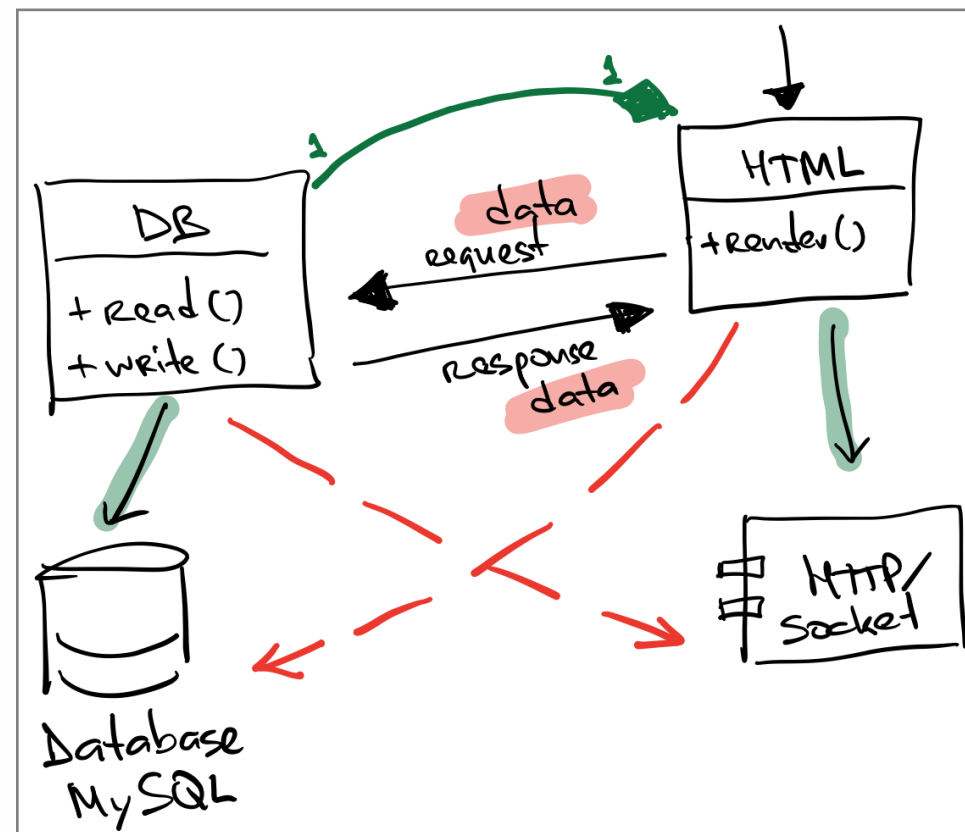 1
1
DB
+ read()
+ write()
data
request
response
data
HTML
+render()
HTTP/
Socket
Database
MySQL